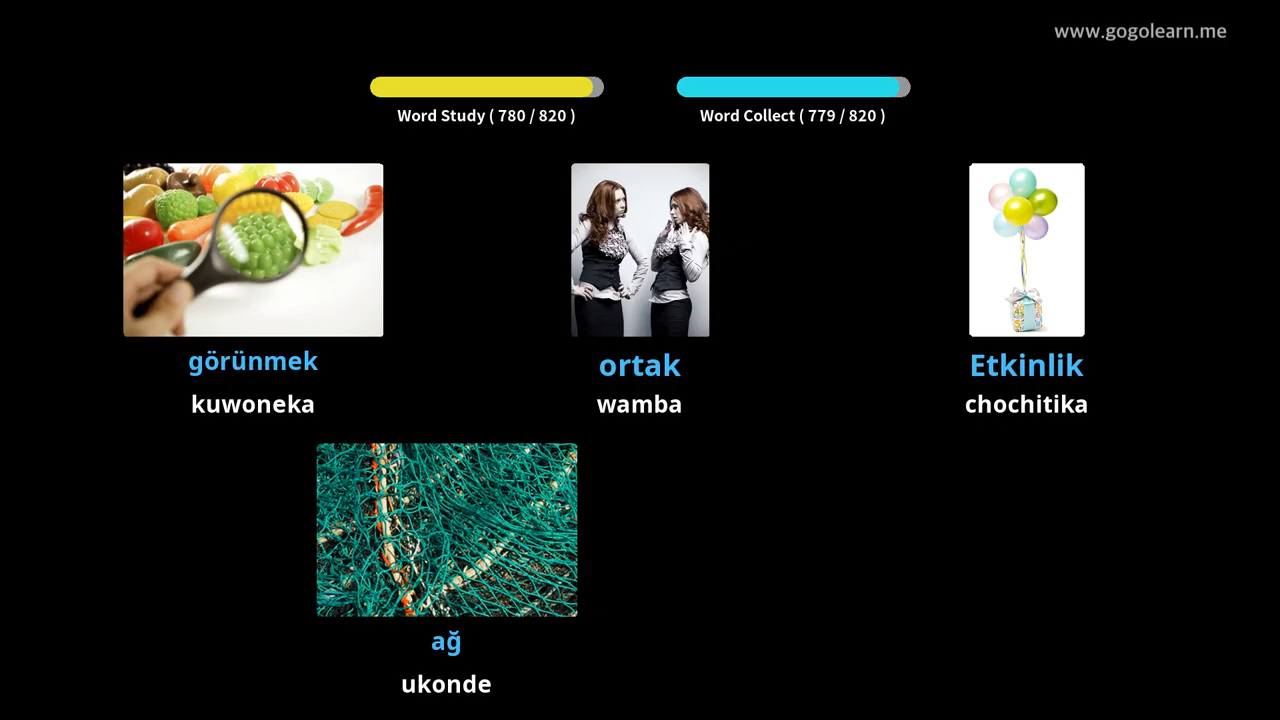 www.gogolearn.me
Word Study ( 780 / 820 )
Word Collect ( 779 / 820 )
görünmek
ortak
Etkinlik
kuwoneka
wamba
chochitika
ağ
ukonde